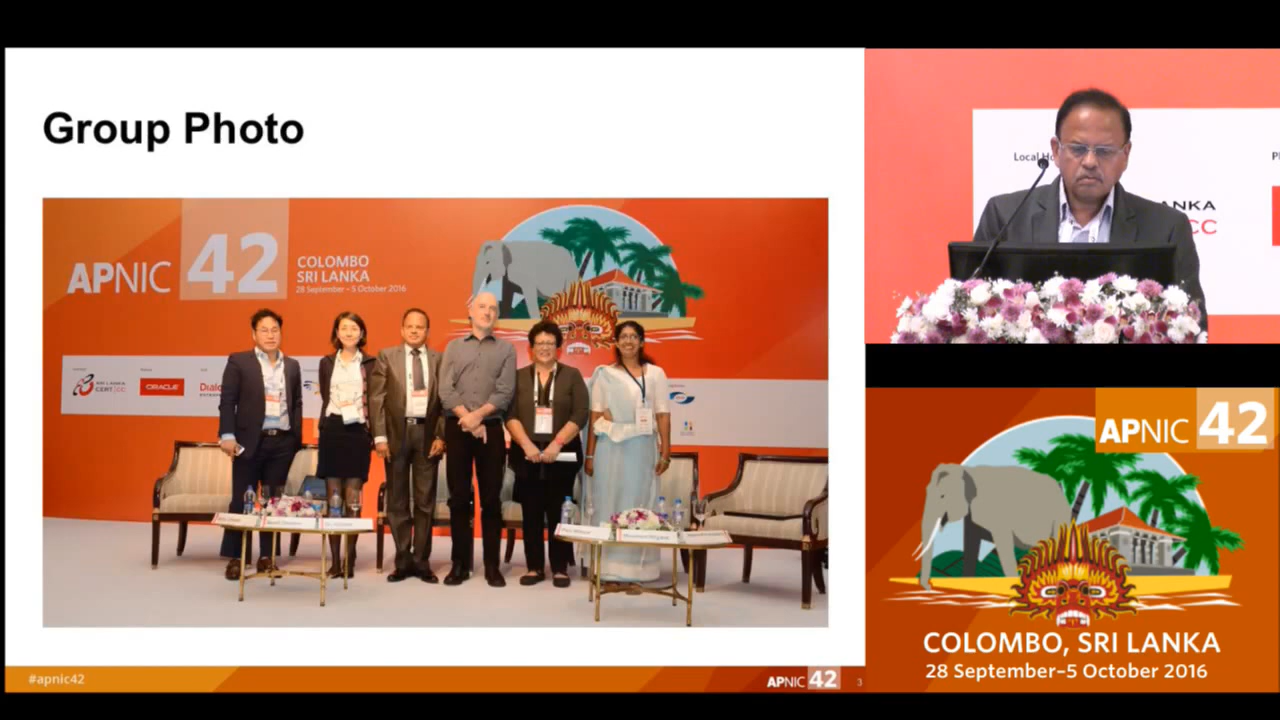 Group Photo
APNIC 42
COLOMBO
SRI LANKA
28 September – 5 October 2016
SRI LANKA
CERT CC
ORACLE
#apnic42
APNIC 42
3
Local
ANKA
CC
APNIC 42
COLOMBO, SRI LANKA
28 September–5 October 2016